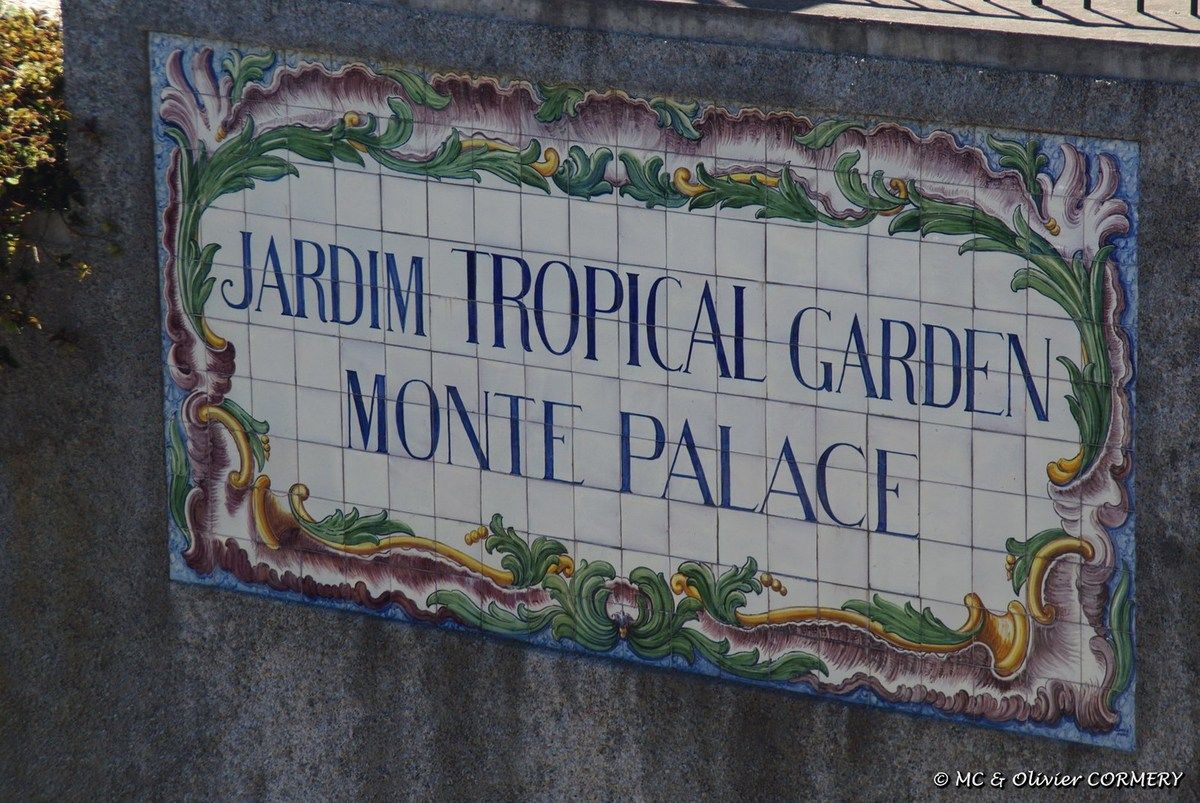 JARDIM TROPICAL GARDEN
MONTE PALACE
© MC & Olivier CORMERY